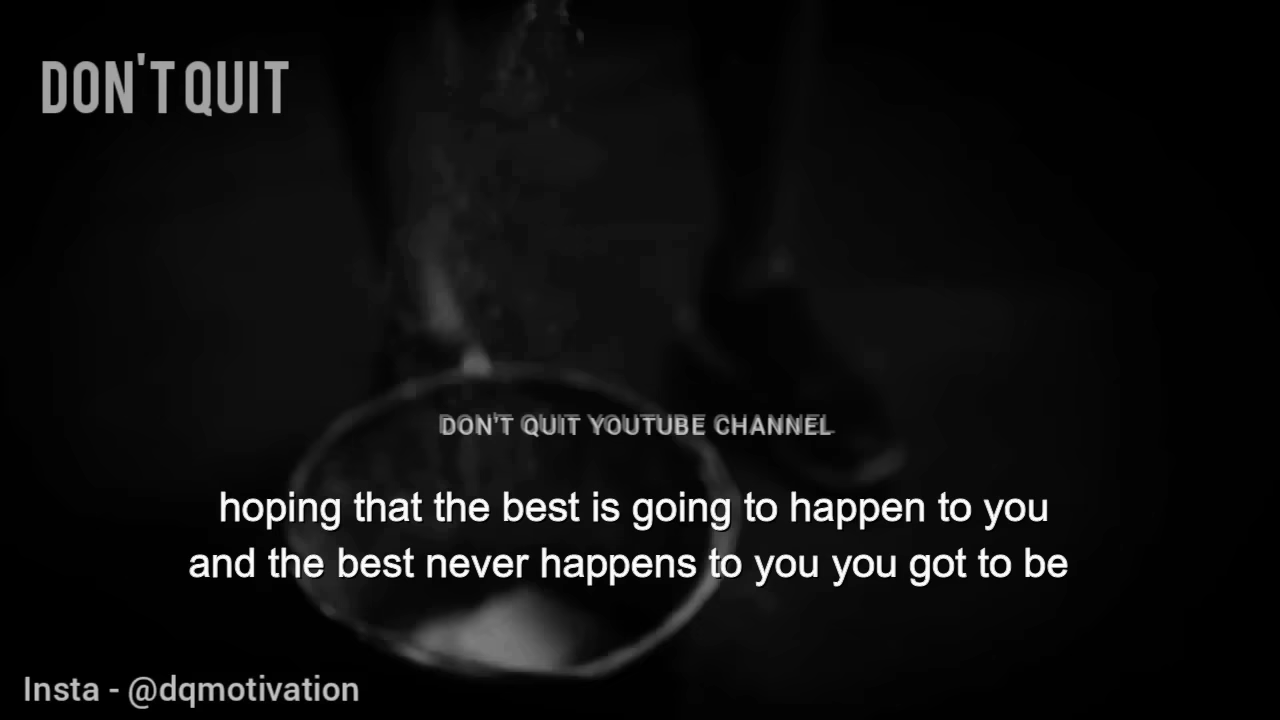 DON'T QUIT
DON'T QUIT YOUTUBE CHANNEL
hoping that the best is going to happen to you
and the best never happens to you you got to be
Insta - @dqmotivation